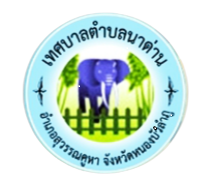 เทศบาลตำบลนาด่าน
อำเภอสุวรรณคูหา จังหวัดหนองบัวลำภู